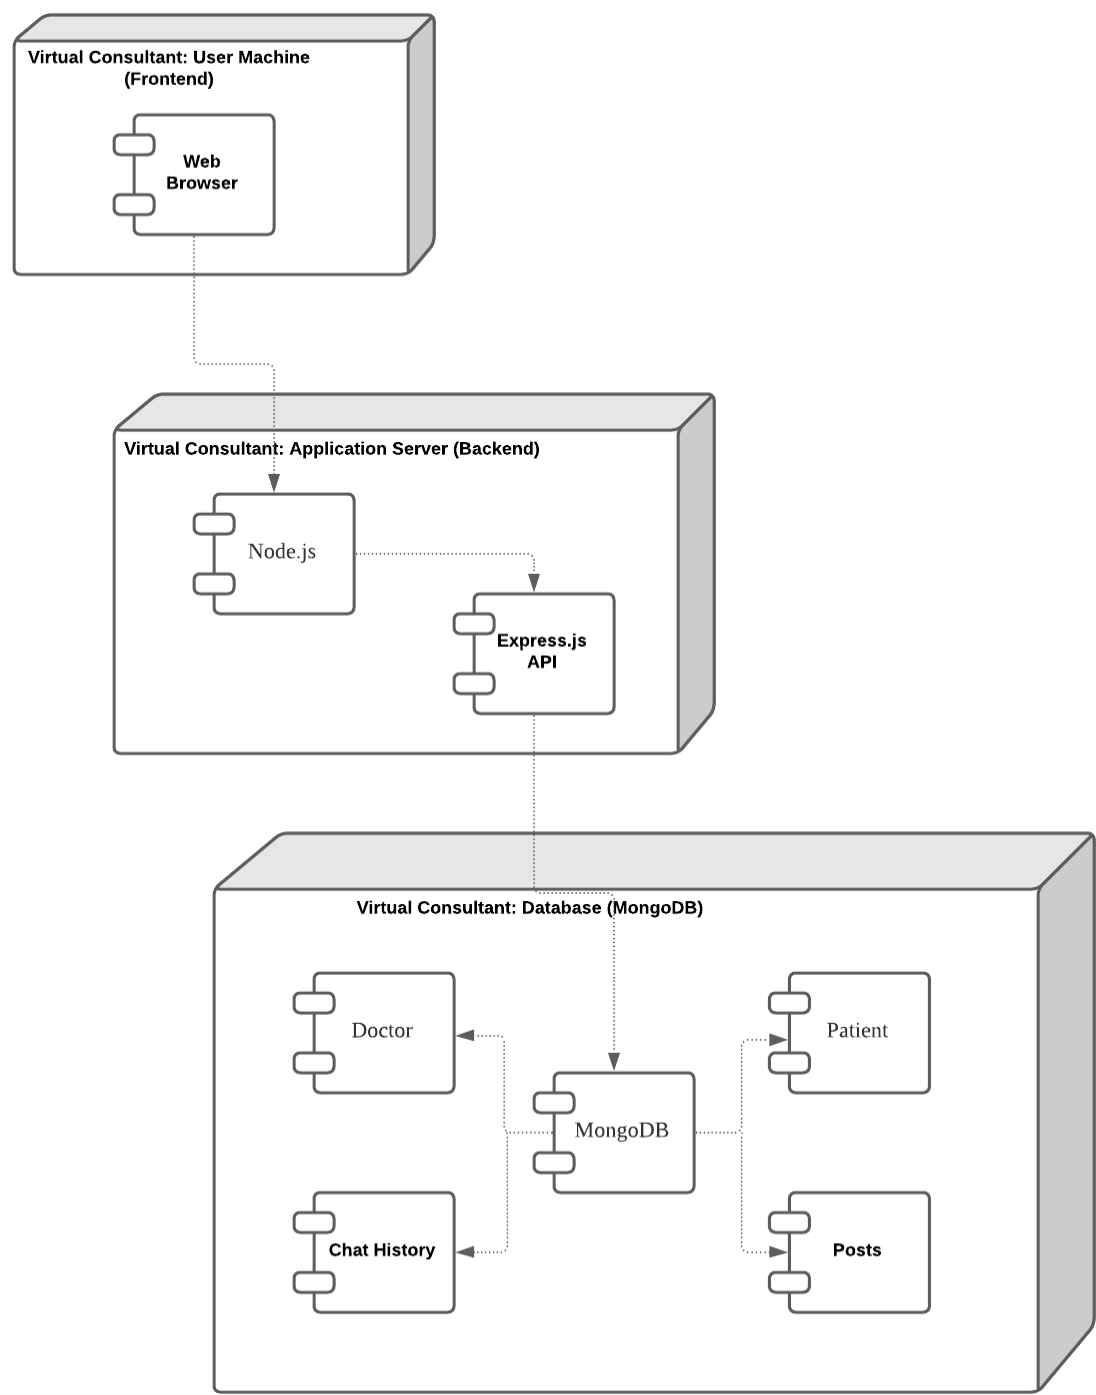 Virtual Consultant: User Machine
(Frontend)
Web
Browser
Virtual Consultant: Application Server (Backend)
Node.js
Express.js
API
Virtual Consultant: Database (MongoDB)
Doctor
Patient
MongoDB
Chat History
Posts